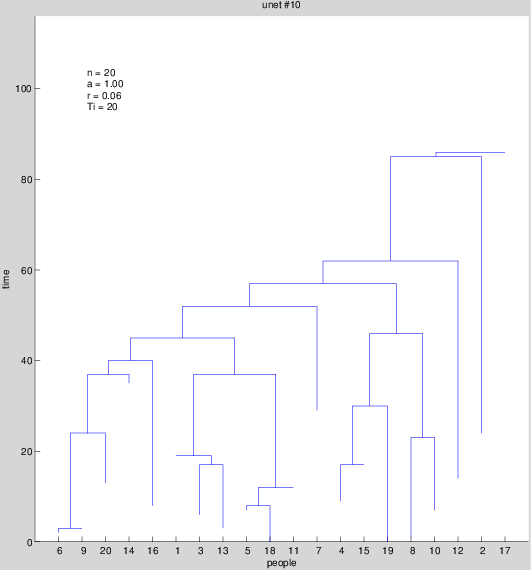 unet #10
n = 20
a = 1.00
r = 0.06
Ti = 20
100
80
60
40
20
0
time
6 9 20 14 16 1 3 5 18 11 7 4 15 19 8 10 12 2 17
people